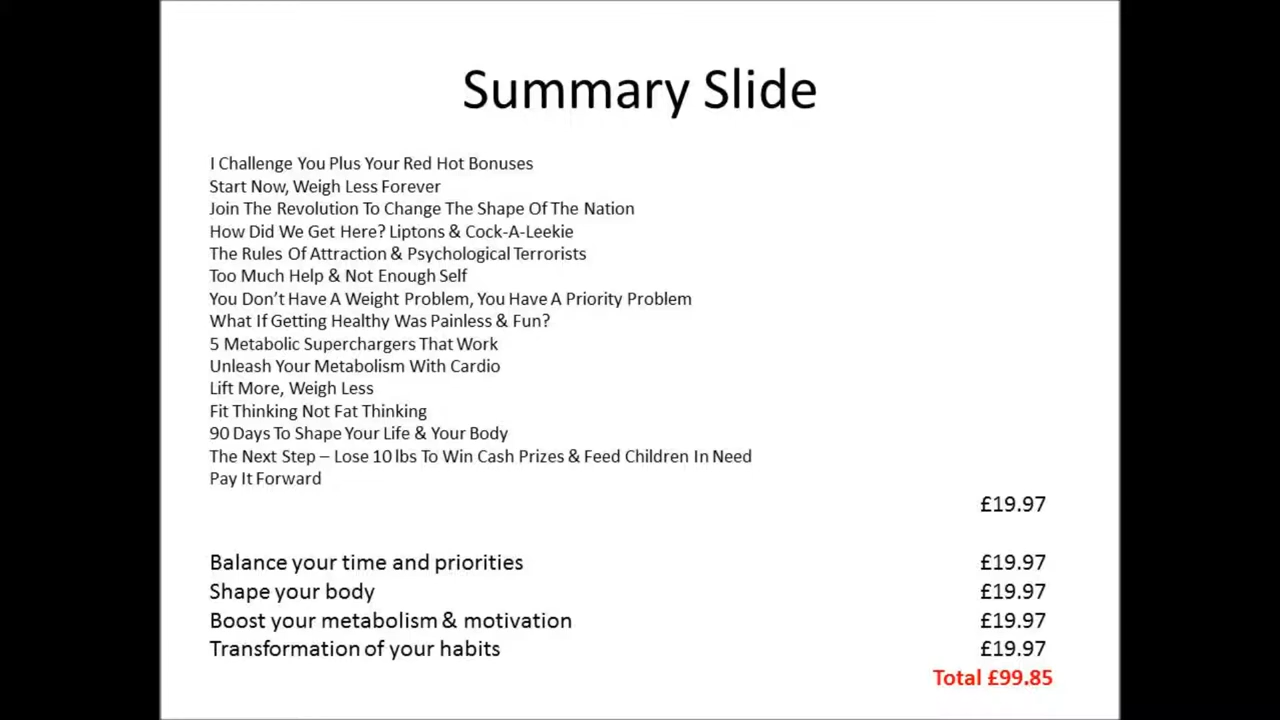 Summary Slide
I Challenge You Plus Your Red Hot Bonuses
Start Now, Weigh Less Forever
Join The Revolution To Change The Shape Of The Nation
How Did We Get Here? Liptons & Cock-A-Leekie
The Rules Of Attraction & Psychological Terrorists
Too Much Help & Not Enough Self
You Don't Have A Weight Problem, You Have A Priority Problem
What If Getting Healthy Was Painless & Fun?
5 Metabolic Superchargers That Work
Unleash Your Metabolism With Cardio
Lift More, Weigh Less
Fit Thinking Not Fat Thinking
90 Days To Shape Your Life & Your Body
The Next Step – Lose 10 lbs To Win Cash Prizes & Feed Children In Need
Pay It Forward
£19.97
Balance your time and priorities £19.97
Shape your body £19.97
Boost your metabolism & motivation £19.97
Transformation of your habits £19.97
Total £99.85